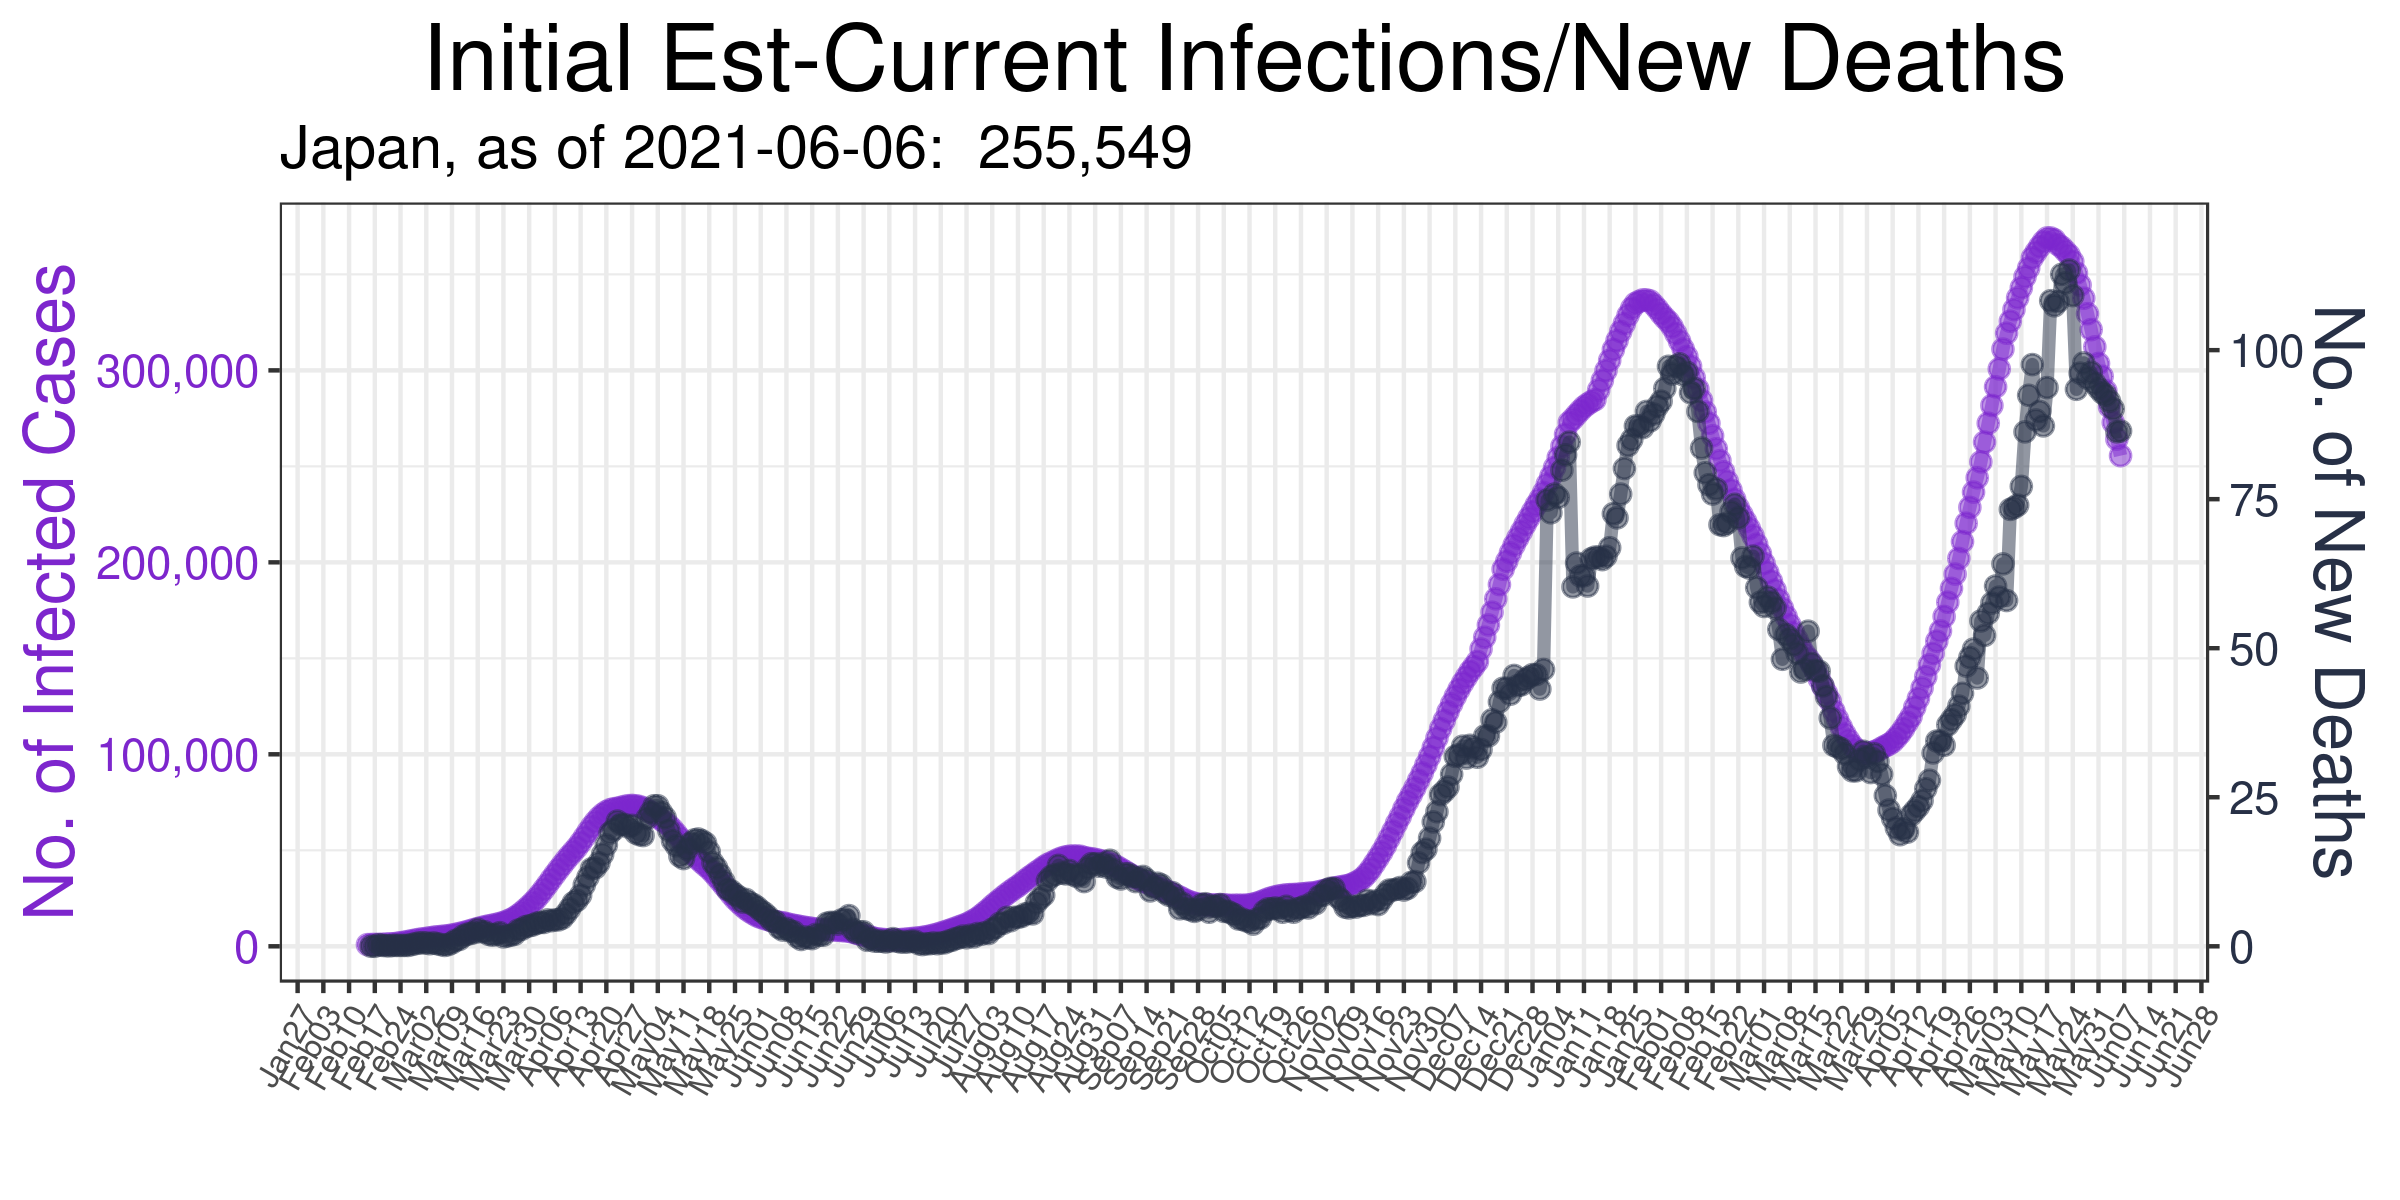 Initial Est-Current Infections/New Deaths
Japan, as of 2021-06-06: 255,549
No. of Infected Cases
300,000
200,000
100,000
0
100
75
50
25
0
No. of New Deaths
Jan27
Feb03
Feb10
Feb17
Feb24
Mar02
Mar09
Mar16
Mar23
Mar30
Apr06
Apr13
Apr20
Apr27
May04
May11
May18
May25
Jun01
Jun08
Jun15
Jun22
Jun29
Jul06
Jul13
Jul20
Jul27
Aug03
Aug10
Aug17
Aug24
Aug31
Sep07
Sep14
Sep21
Sep28
Oct05
Oct12
Oct19
Oct26
Nov02
Nov09
Nov16
Nov23
Nov30
Dec07
Dec14
Dec21
Dec28
Jan04
Jan11
Jan18
Jan25
Feb01
Feb08
Feb15
Feb22
Mar01
Mar08
Mar15
Mar22
Mar29
Apr05
Apr12
Apr19
Apr26
May03
May10
May17
May24
May31
Jun07
Jun14
Jun21
Jun28